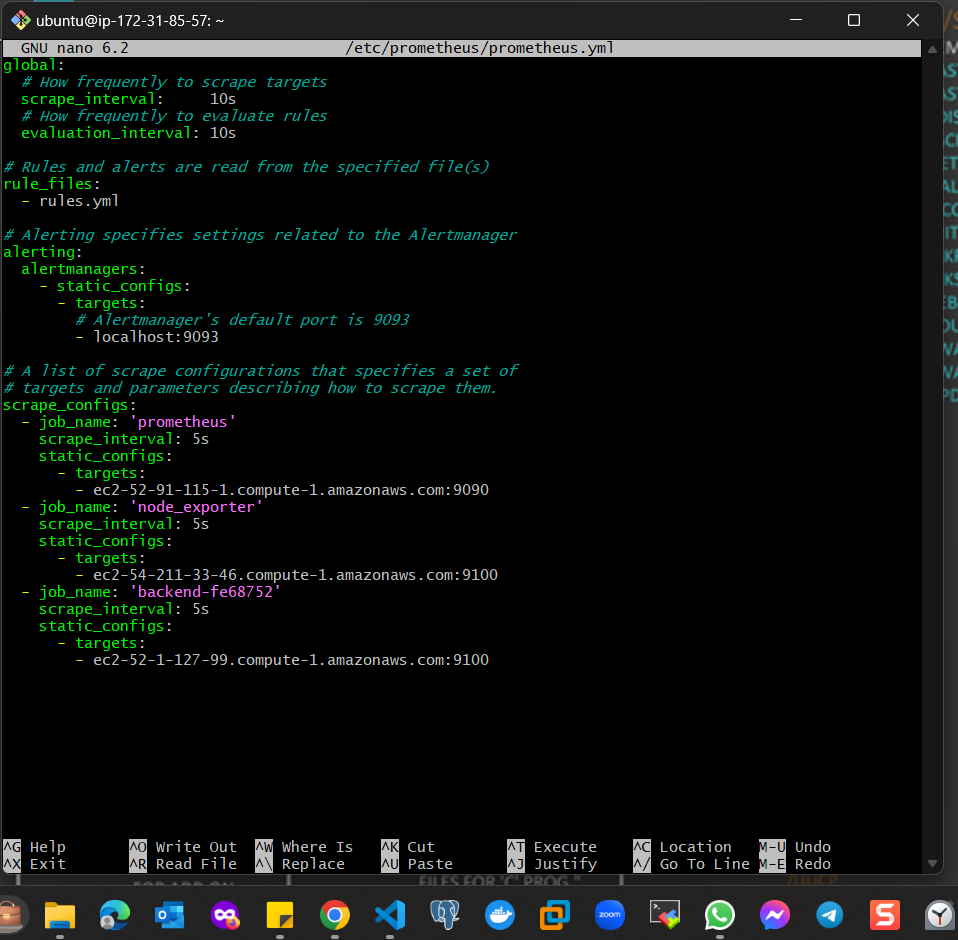 ubuntu@ip-172-31-85-57: ~
GNU nano 6.2 /etc/prometheus/prometheus.yml
global:
# How frequently to scrape targets
scrape_interval: 10s
# How frequently to evaluate rules
evaluation_interval: 10s
# Rules and alerts are read from the specified file(s)
rule_files:
- rules.yml
# Alerting specifies settings related to the Alertmanager
alerting:
alertmanagers:
- static_configs:
- targets:
# Alertmanager's default port is 9093
- localhost:9093
# A list of scrape configurations that specifies a set of
# targets and parameters describing how to scrape them.
scrape_configs:
- job_name: 'prometheus'
scrape_interval: 5s
static_configs:
- targets:
- ec2-52-91-115-1.compute-1.amazonaws.com:9090
- job_name: 'node_exporter'
scrape_interval: 5s
static_configs:
- targets:
- ec2-54-211-33-46.compute-1.amazonaws.com:9100
- job_name: 'backend-fe68752'
scrape_interval: 5s
static_configs:
- targets:
- ec2-52-1-127-99.compute-1.amazonaws.com:9100
^G Help ^O Write Out ^W Where Is ^K Cut ^T Execute ^C Location M-U Undo
^X Exit ^R Read File ^\ Replace ^U Paste ^J Justify ^/ Go To Line M-E Redo
FILES FOR 'C' PROG
zoom